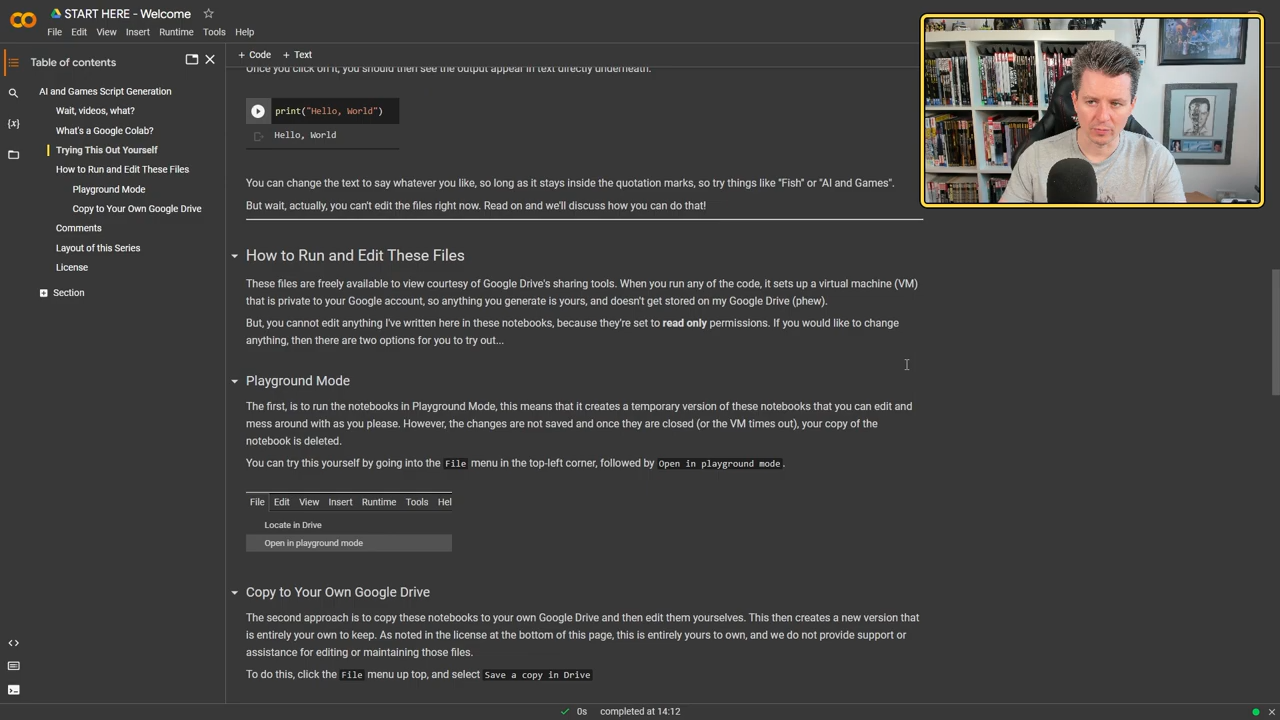 START HERE - Welcome
File Edit View Insert Runtime Tools Help
Table of contents
AI and Games Script Generation
Wait, videos, what?
What's a Google Colab?
Trying This Out Yourself
How to Run and Edit These Files
Playground Mode
Copy to Your Own Google Drive
Comments
Layout of this Series
License
Section
+ Code + Text
Once you click on it, you should then see the output appear in text directly underneath.
print("Hello, World")
Hello, World
You can change the text to say whatever you like, so long as it stays inside the quotation marks, so try things like "Fish" or "AI and Games".
But wait, actually, you can't edit the files right now. Read on and we'll discuss how you can do that!
How to Run and Edit These Files
These files are freely available to view courtesy of Google Drive's sharing tools. When you run any of the code, it sets up a virtual machine (VM)
that is private to your Google account, so anything you generate is yours, and doesn't get stored on my Google Drive (phew).
But, you cannot edit anything I've written here in these notebooks, because they're set to read only permissions. If you would like to change
anything, then there are two options for you to try out...
Playground Mode
The first, is to run the notebooks in Playground Mode, this means that it creates a temporary version of these notebooks that you can edit and
mess around with as you please. However, the changes are not saved and once they are closed (or the VM times out), your copy of the
notebook is deleted.
You can try this yourself by going into the File menu in the top-left corner, followed by Open in playground mode.
File Edit View Insert Runtime Tools Hel
Locate in Drive
Open in playground mode
Copy to Your Own Google Drive
The second approach is to copy these notebooks to your own Google Drive and then edit them yourselves. This then creates a new version that
is entirely your own to keep. As noted in the license at the bottom of this page, this is entirely yours to own, and we do not provide support or
assistance for editing or maintaining those files.
To do this, click the File menu up top, and select Save a copy in Drive
0s completed at 14:12